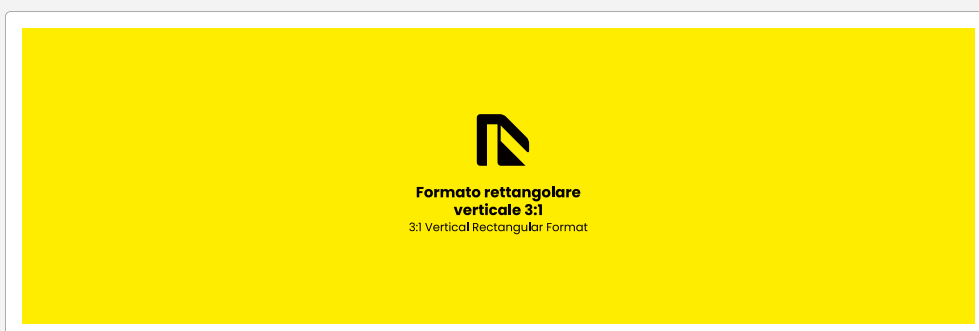 Formato rettangolare
verticale 3:1
3:1 Vertical Rectangular Format